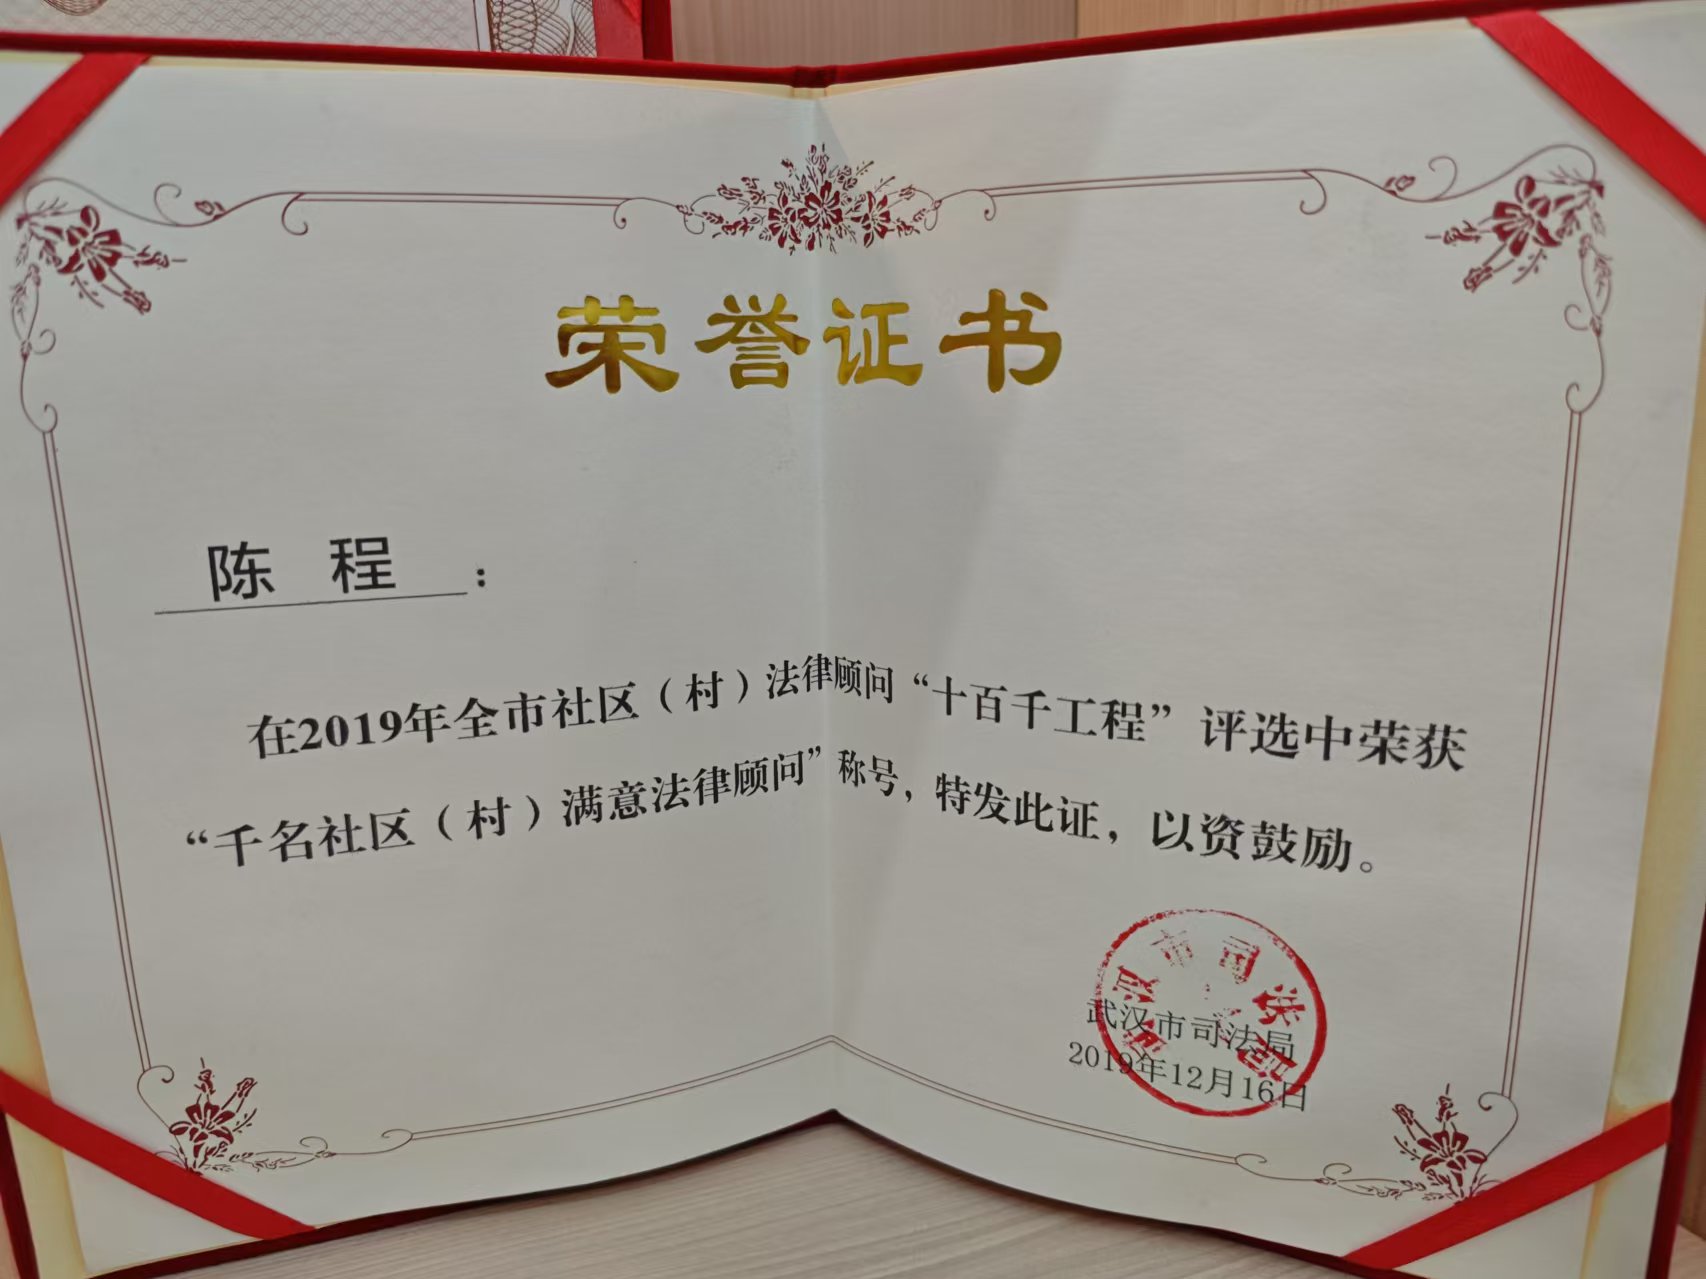 荣誉证书
陈 程 ：
在2019年全市社区（村）法律顾问“十百千工程”评选中荣获
“千名社区（村）满意法律顾问”称号，特发此证，以资鼓励。
武汉市司法局
2019年12月16日